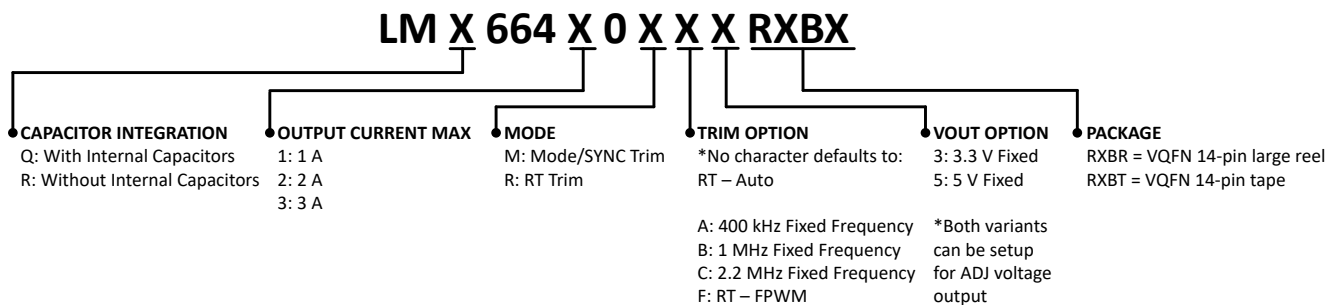 LM X 664 X 0 X X X RXBX
CAPACITOR INTEGRATION
Q: With Internal Capacitors
R: Without Internal Capacitors
OUTPUT CURRENT MAX
1: 1 A
2: 2 A
3: 3 A
MODE
M: Mode/SYNC Trim
R: RT Trim
TRIM OPTION
*No character defaults to:
RT – Auto
A: 400 kHz Fixed Frequency
B: 1 MHz Fixed Frequency
C: 2.2 MHz Fixed Frequency
F: RT – FPWM
VOUT OPTION
3: 3.3 V Fixed
5: 5 V Fixed
*Both variants
can be setup
for ADJ voltage
output
PACKAGE
RXBR = VQFN 14-pin large reel
RXBT = VQFN 14-pin tape